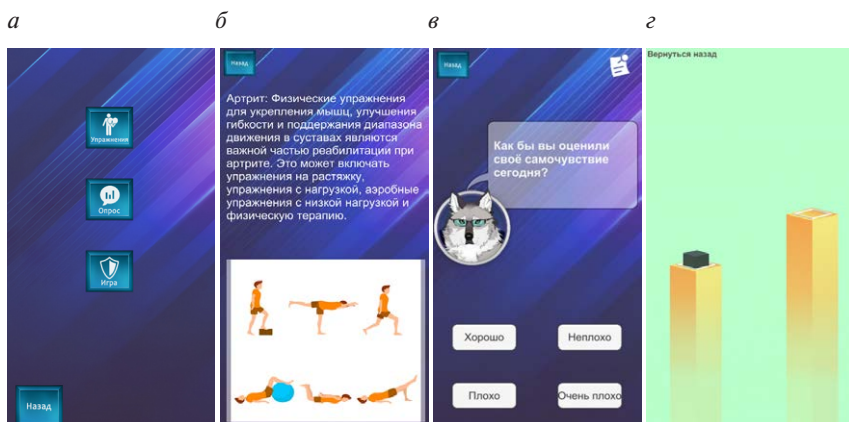 а
б
в
г
Упражнения
Опрос
Игра
Назад
Назад
Артрит: Физические упражнения
для укрепления мышц, улучшения
гибкости и поддержания диапазона
движения в суставах являются
важной частью реабилитации при
артрите. Это может включать
упражнения на растяжку,
упражнения с нагрузкой, аэробные
упражнения с низкой нагрузкой и
физическую терапию.
Назад
Как бы вы оценили
своё самочувствие
сегодня?
Хорошо
Неплохо
Плохо
Очень плохо
Вернуться назад